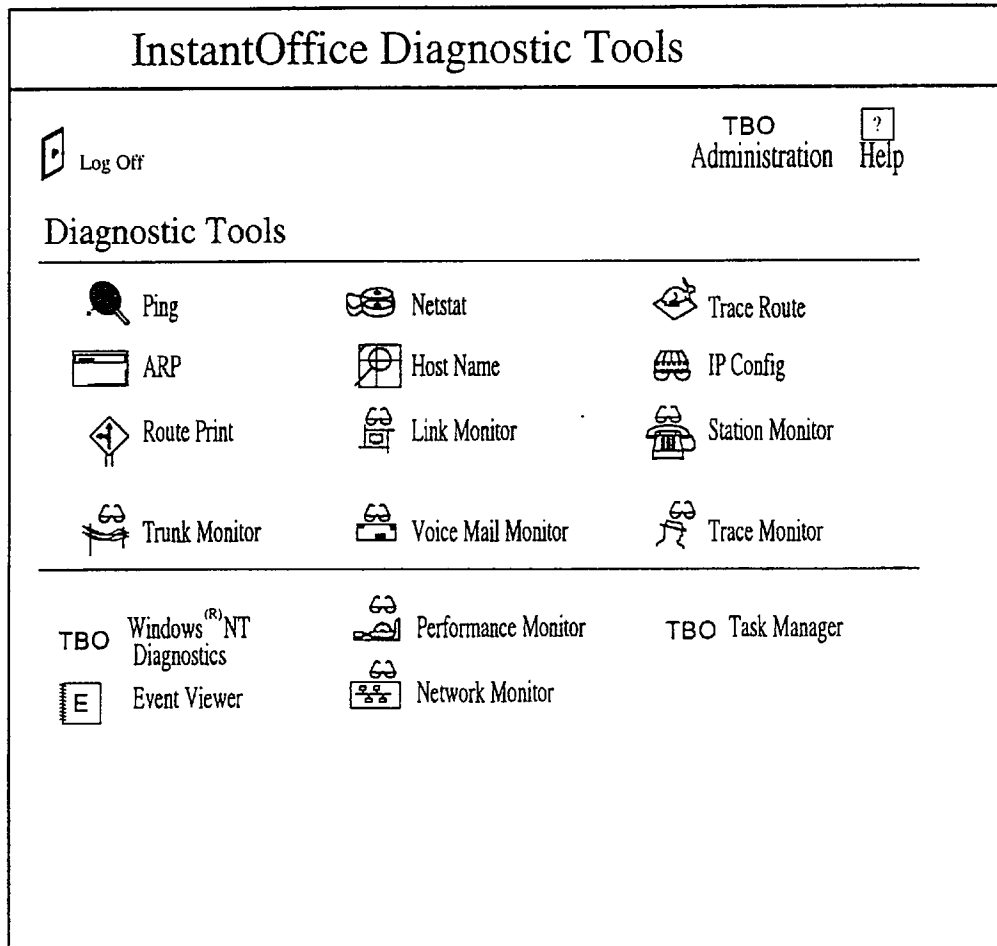 InstantOffice Diagnostic Tools
TBO ?
Log Off Administration Help
Diagnostic Tools
Ping Netstat Trace Route
ARP Host Name IP Config
Route Print Link Monitor Station Monitor
Trunk Monitor Voice Mail Monitor Trace Monitor
TBO Windows(R)NT Performance Monitor TBO Task Manager
Diagnostics
E Event Viewer Network Monitor